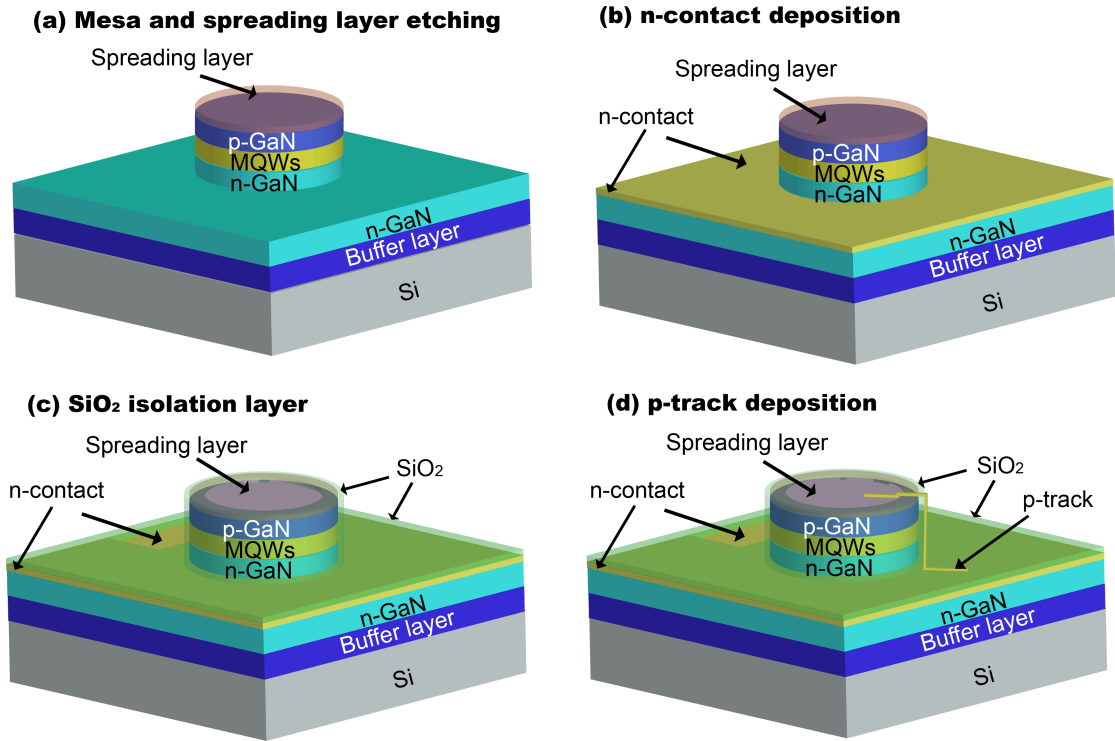 (a) Mesa and spreading layer etching
Spreading layer
p-GaN
MQWs
n-GaN
n-GaN
Buffer layer
Si
(b) n-contact deposition
Spreading layer
n-contact
p-GaN
MQWs
n-GaN
n-GaN
Buffer layer
Si
(c) SiO₂ isolation layer
Spreading layer
SiO₂
n-contact
p-GaN
MQWs
n-GaN
n-GaN
Buffer layer
Si
(d) p-track deposition
Spreading layer
SiO₂
n-contact
p-track
p-GaN
MQWs
n-GaN
n-GaN
Buffer layer
Si